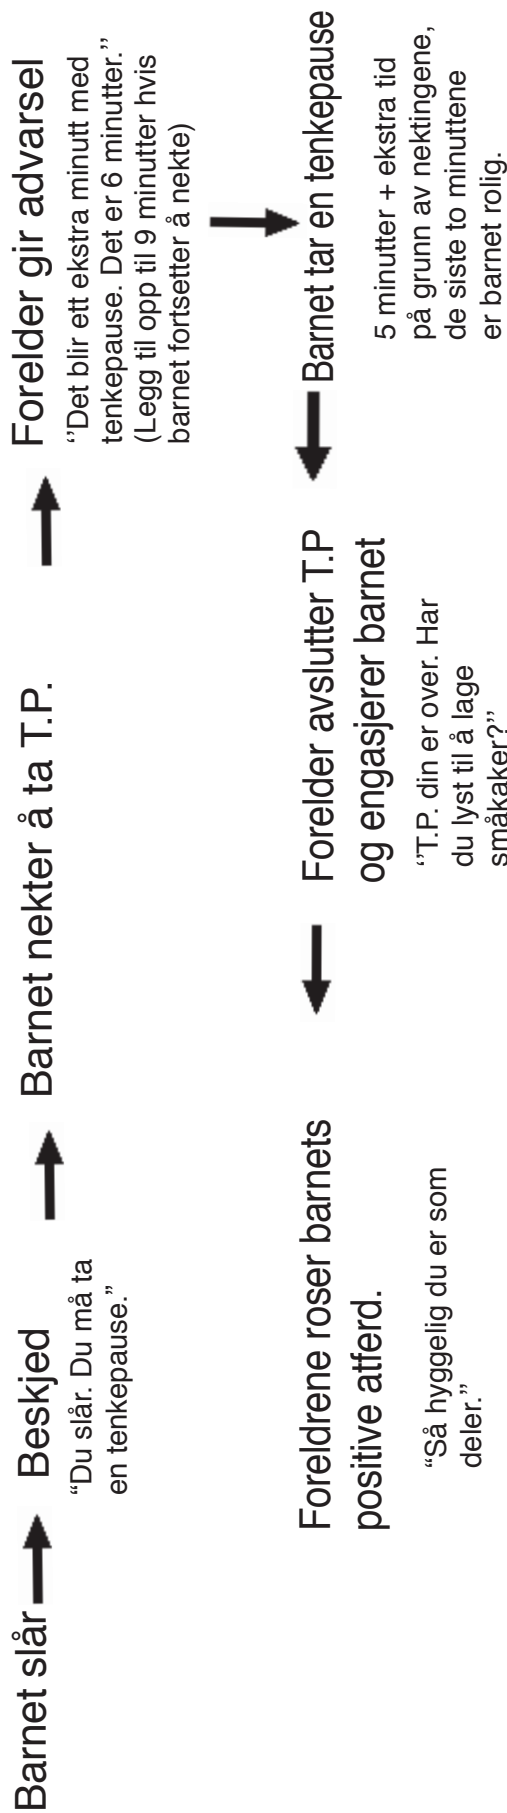 Barnet slår
Beskjed
“Du slår. Du må ta
en tenkepause.”
Barnet nekter å ta T.P.
Forelder gir advarsel
“Det blir ett ekstra minutt med
tenkepause. Det er 6 minutter.”
(Legg til opp til 9 minutter hvis
barnet fortsetter å nekte)
Barnet tar en tenkepause
5 minutter + ekstra tid
på grunn av nektingene,
de siste to minuttene
er barnet rolig.
Forelder avslutter T.P
og engasjerer barnet
“T.P. din er over. Har
du lyst til å lage
småkaker?”
Foreldrene roser barnets
positive atferd.
“Så hyggelig du er som
deler.”